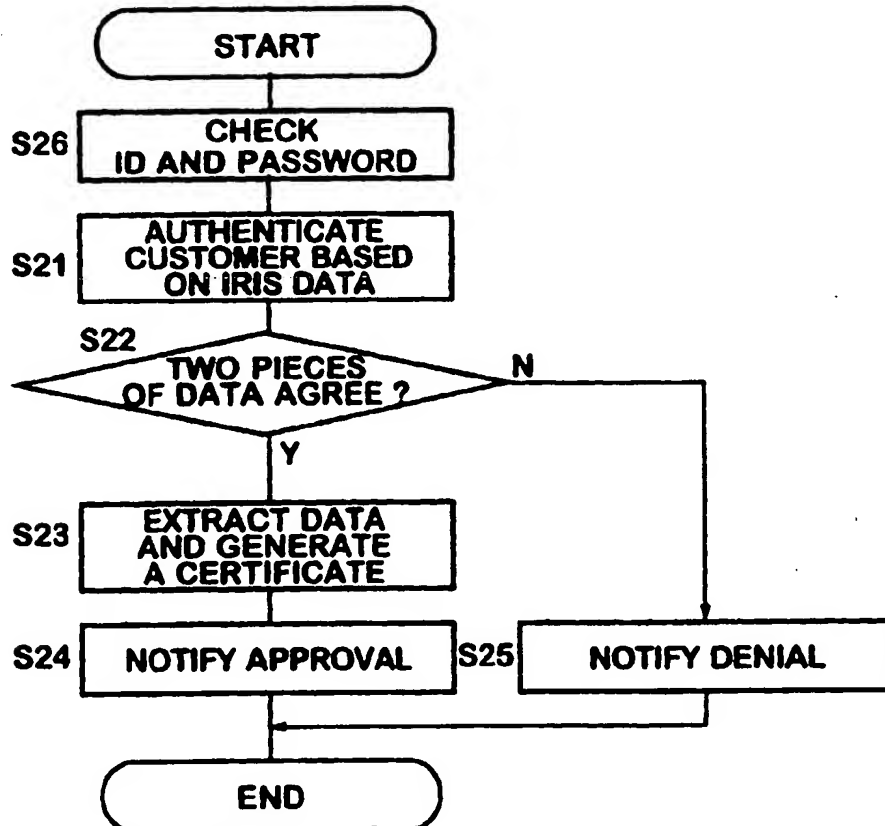 START
S26
CHECK
ID AND PASSWORD
S21
AUTHENTICATE
CUSTOMER BASED
ON IRIS DATA
S22
TWO PIECES
OF DATA AGREE ?
N
Y
S23
EXTRACT DATA
AND GENERATE
A CERTIFICATE
S24
NOTIFY APPROVAL
S25
NOTIFY DENIAL
END